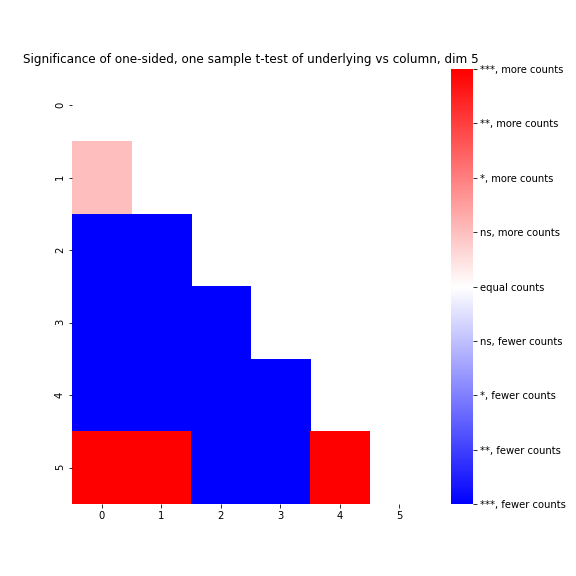 Significance of one-sided, one sample t-test of underlying vs column, dim 5
0
1
2
3
4
5
0 1 2 3 4 5
***, more counts
**, more counts
*, more counts
ns, more counts
equal counts
ns, fewer counts
*, fewer counts
**, fewer counts
***, fewer counts